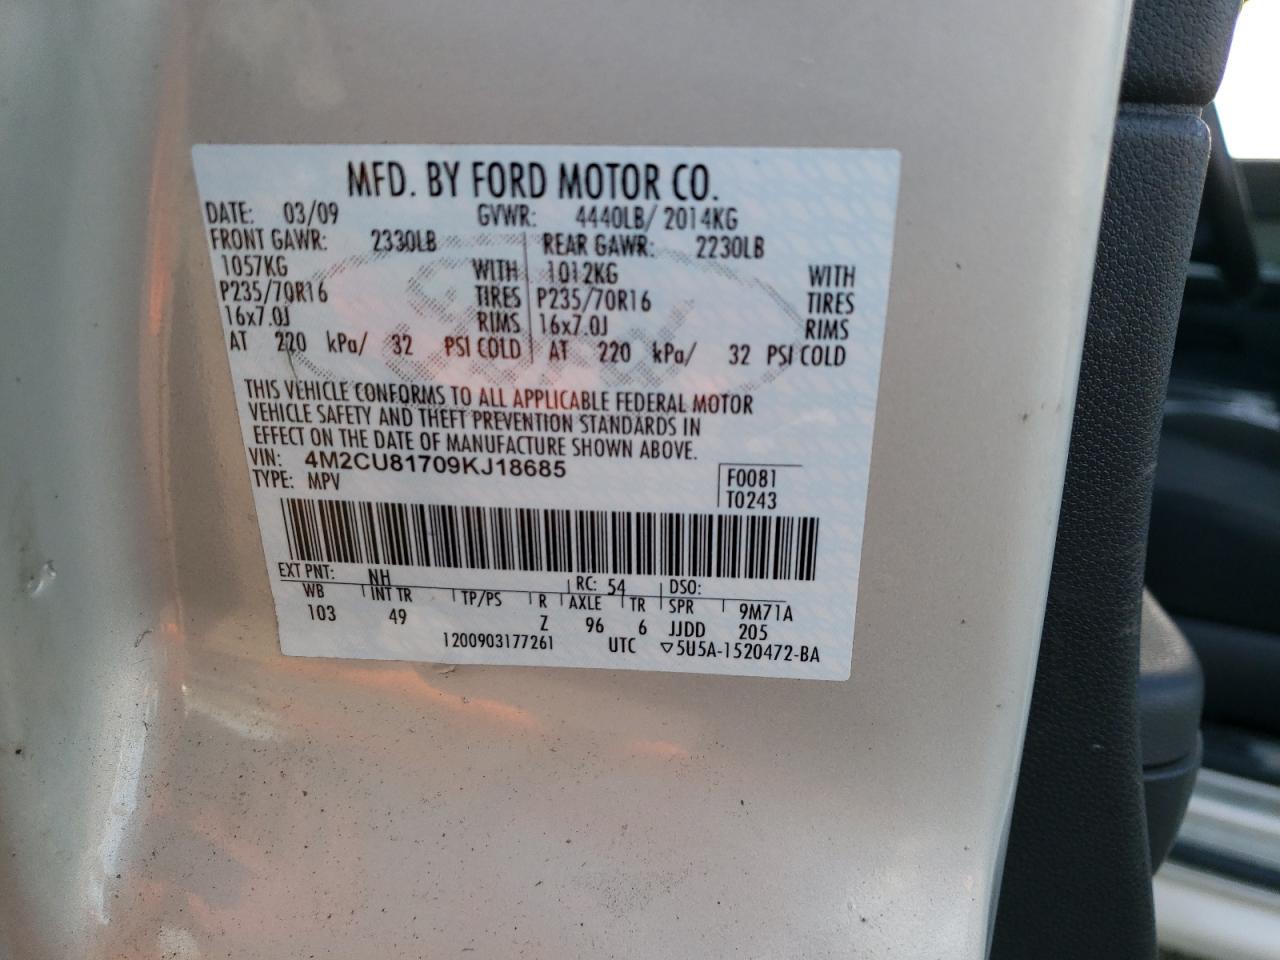 MFD. BY FORD MOTOR CO.
DATE: 03/09 GVWR: 4440LB/ 2014KG
FRONT GAWR: 2330LB REAR GAWR: 2230LB
1057KG WITH 1012KG WITH
P235/70R16 TIRES P235/70R16 TIRES
16x7.0J RIMS 16x7.0J RIMS
AT 220 kPa/ 32 PSI COLD AT 220 kPa/ 32 PSI COLD
THIS VEHICLE CONFORMS TO ALL APPLICABLE FEDERAL MOTOR
VEHICLE SAFETY AND THEFT PREVENTION STANDARDS IN
EFFECT ON THE DATE OF MANUFACTURE SHOWN ABOVE.
VIN: 4M2CU81709KJ18685 F0081
TYPE: MPV T0243
EXT PNT: NH RC: 54 DSO:
WB INT TR TP/PS R AXLE TR SPR 9M71A
103 49 Z 96 6 JJDD 205
1200903177261 UTC ▽5U5A-1520472-BA